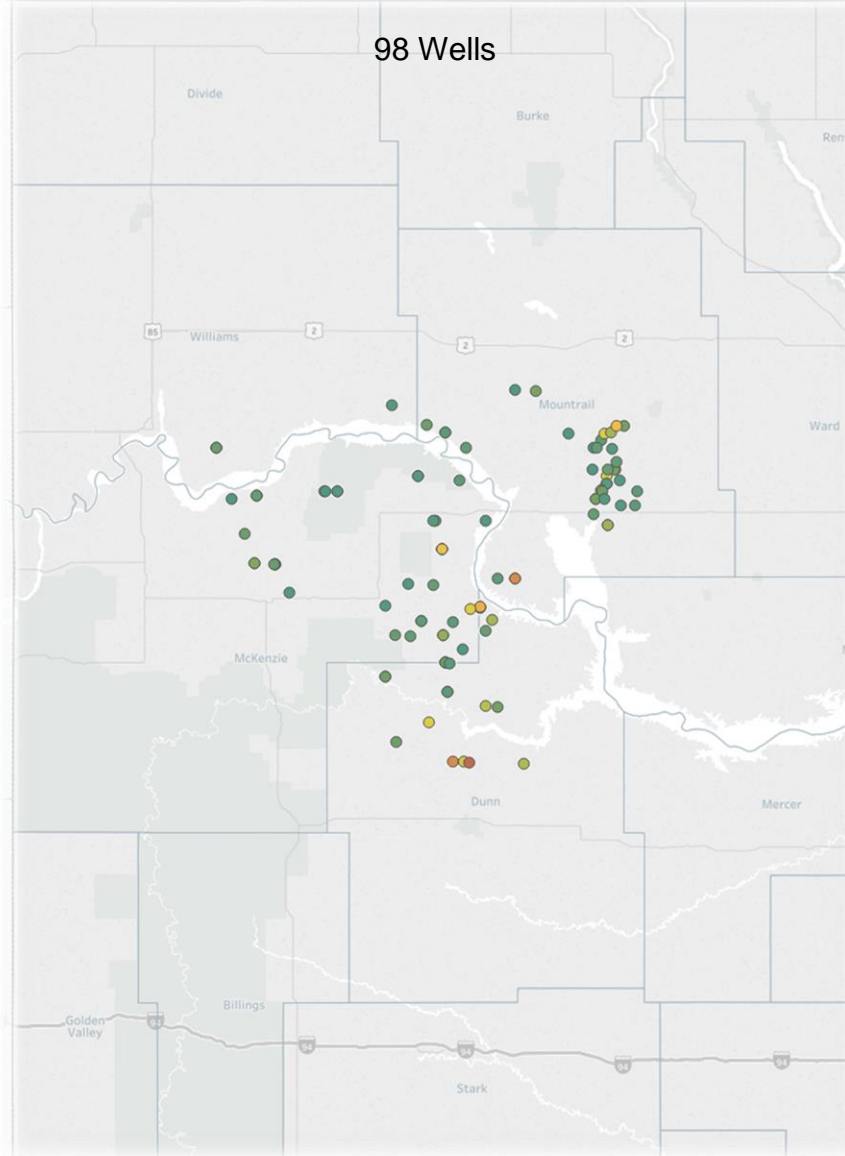 98 Wells
Divide
Burke
Ren
85
Williams
2
2
2
Mountrail
Ward
McKenzie
Dunn
Mercer
Billings
Golden
Valley
94
94
94
94
94
Stark